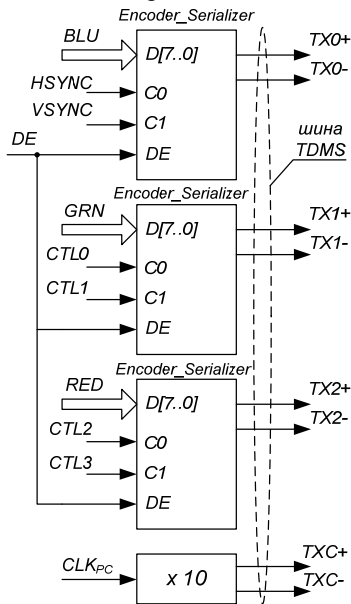 Encoder_Serializer
BLU
D[7..0]
TX0+
TX0-
HSYNC
C0
VSYNC
C1
DE
DE
шина
TDMS
Encoder_Serializer
GRN
D[7..0]
TX1+
TX1-
CTL0
C0
CTL1
C1
DE
Encoder_Serializer
RED
D[7..0]
TX2+
TX2-
CTL2
C0
CTL3
C1
DE
CLKPC
x 10
TXC+
TXC-